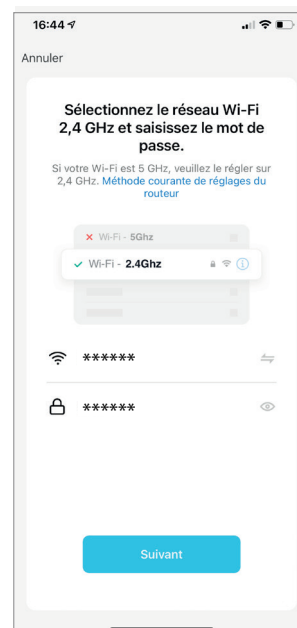 16:44
Annuler
Sélectionnez le réseau Wi-Fi
2,4 GHz et saisissez le mot de
passe.
Si votre Wi-Fi est 5 GHz, veuillez le régler sur
2,4 GHz. Méthode courante de réglages du
routeur
Wi-Fi - 5Ghz
Wi-Fi - 2.4Ghz
******
******
Suivant